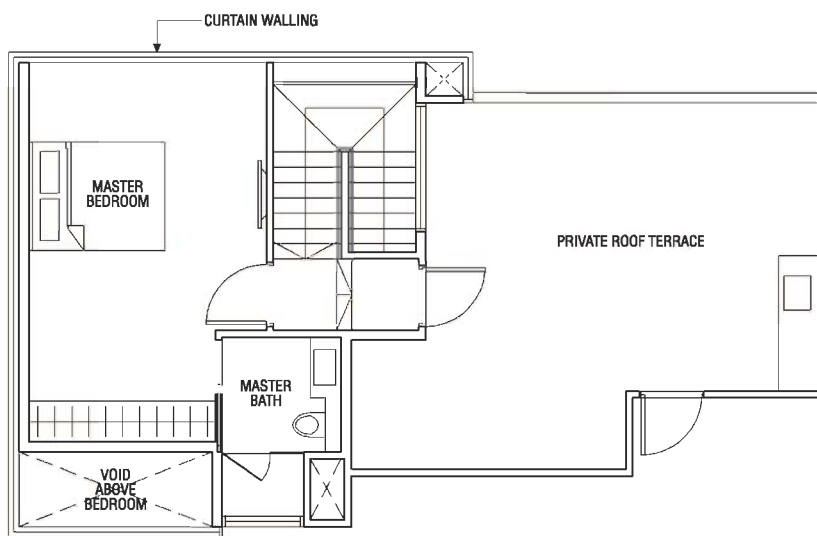 CURTAIN WALLING
MASTER
BEDROOM
PRIVATE ROOF TERRACE
MASTER
BATH
VOID
ABOVE
BEDROOM